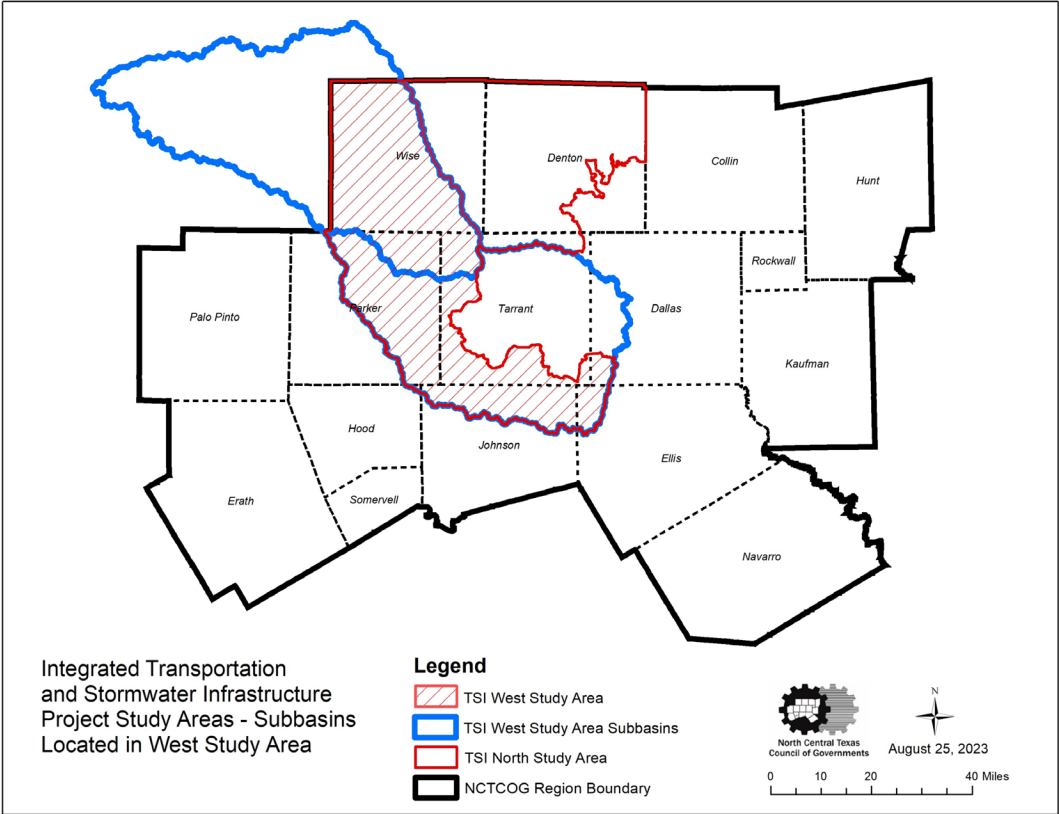 Wise
Denton
Collin
Hunt
Rockwall
Palo Pinto
Parker
Tarrant
Dallas
Kaufman
Hood
Johnson
Ellis
Erath
Somervell
Navarro
Integrated Transportation
and Stormwater Infrastructure
Project Study Areas - Subbasins
Located in West Study Area
Legend
TSI West Study Area
TSI West Study Area Subbasins
TSI North Study Area
NCTCOG Region Boundary
North Central Texas
Council of Governments
N
August 25, 2023
0 10 20 40 Miles